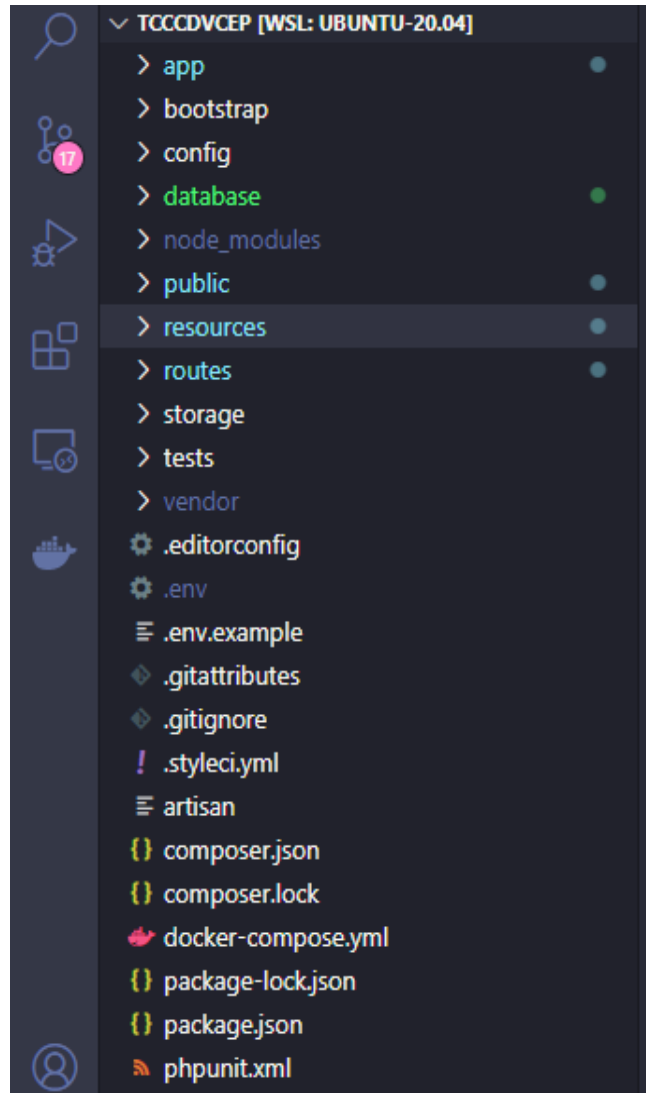 TCCCDVCEP [WSL: UBUNTU-20.04]
app
bootstrap
config
17
database
node_modules
public
resources
routes
storage
tests
vendor
.editorconfig
.env
.env.example
.gitattributes
.gitignore
.styleci.yml
artisan
composer.json
composer.lock
docker-compose.yml
package-lock.json
package.json
phpunit.xml